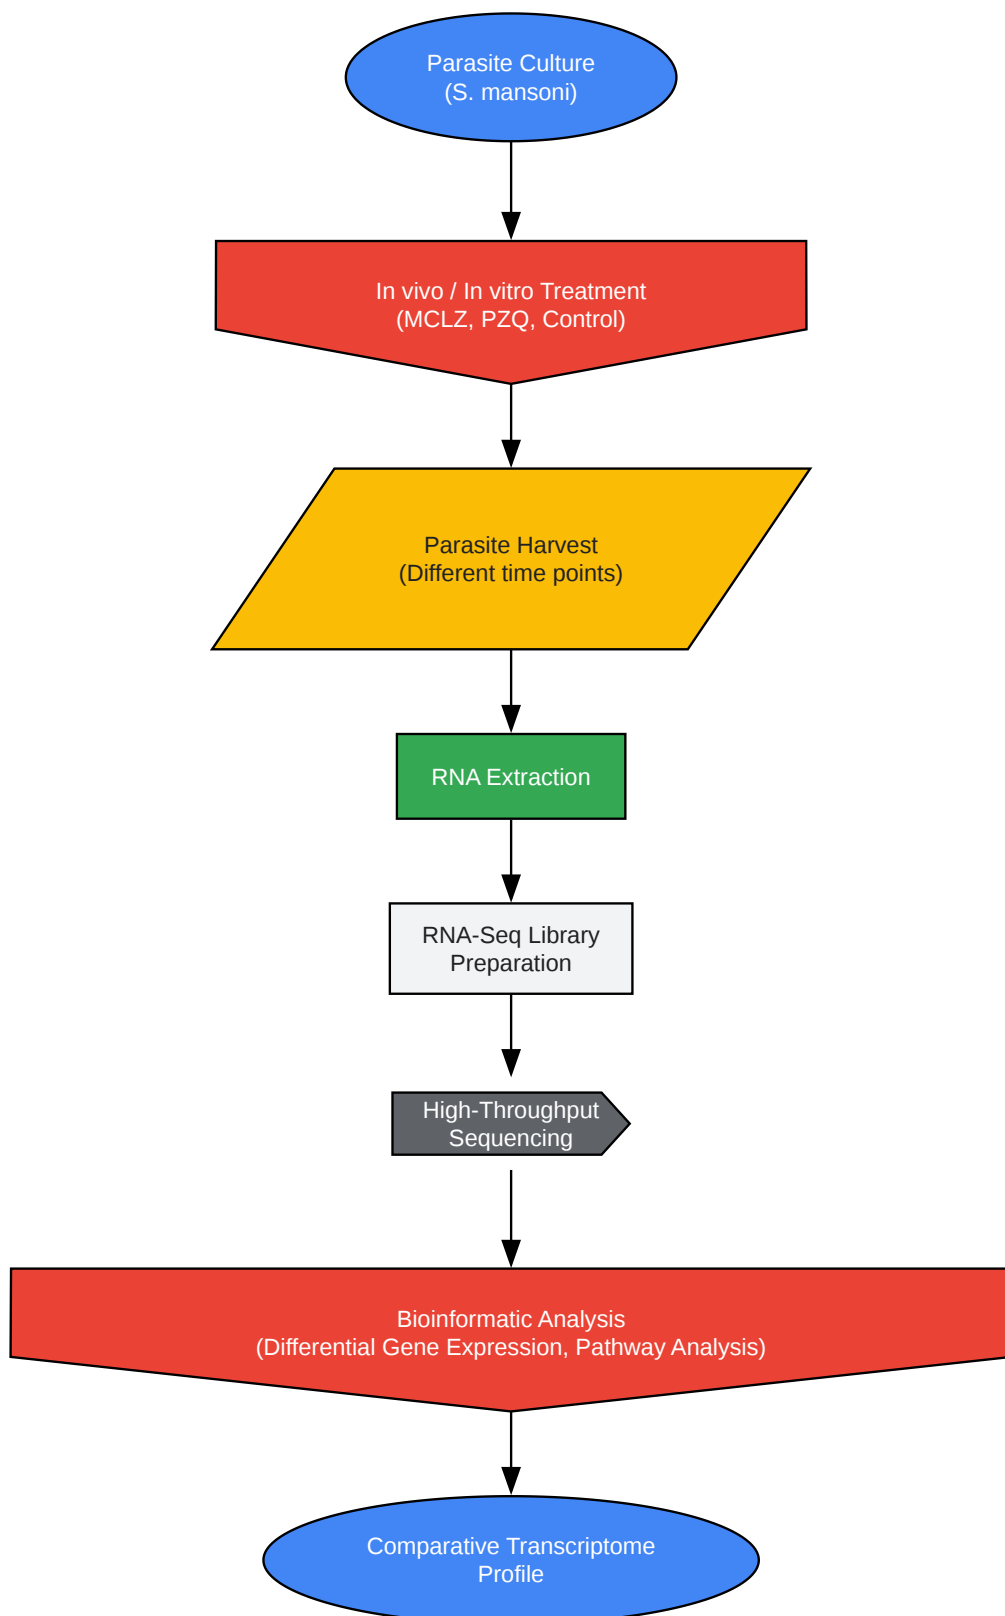 Parasite Culture
(S. mansoni)
In vivo / In vitro Treatment
(MCLZ, PZQ, Control)
Parasite Harvest
(Different time points)
RNA Extraction
RNA-Seq Library
Preparation
High-Throughput
Sequencing
Bioinformatic Analysis
(Differential Gene Expression, Pathway Analysis)
Comparative Transcriptome
Profile